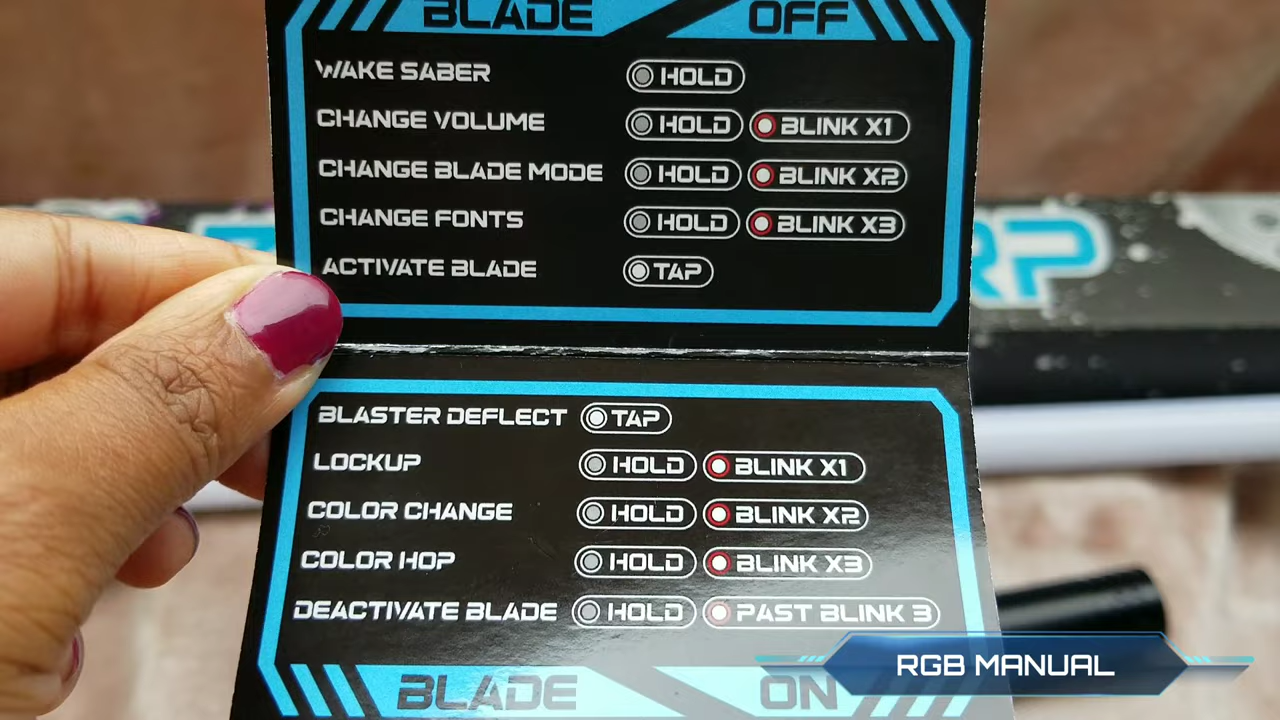 BLADE OFF
WAKE SABER HOLD
CHANGE VOLUME HOLD BLINK X1
CHANGE BLADE MODE HOLD BLINK X2
CHANGE FONTS HOLD BLINK X3
ACTIVATE BLADE TAP
BLASTER DEFLECT TAP
LOCKUP HOLD BLINK X1
COLOR CHANGE HOLD BLINK X2
COLOR HOP HOLD BLINK X3
DEACTIVATE BLADE HOLD PAST BLINK 3
BLADE ON
RGB MANUAL